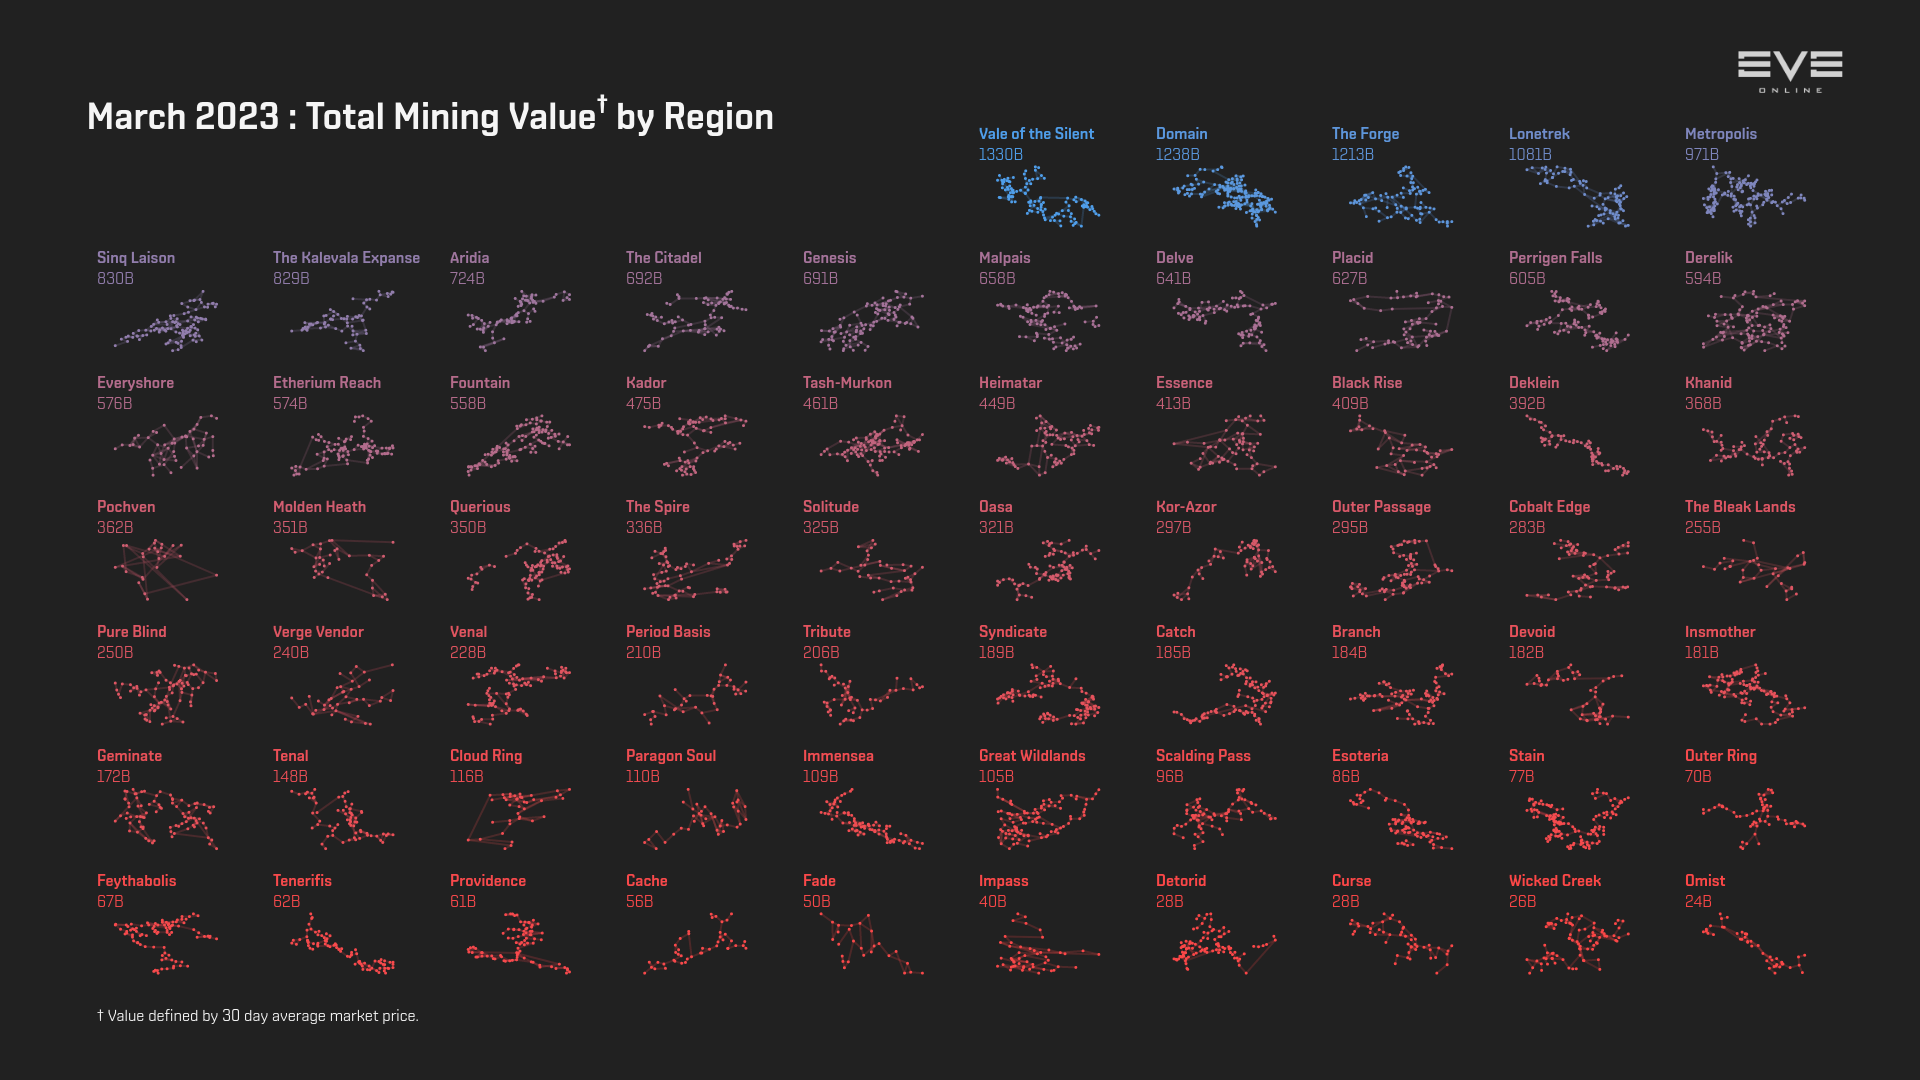 EVE
ONLINE
March 2023 : Total Mining Value† by Region
Vale of the Silent Domain The Forge Lonetrek Metropolis
1330B 1238B 1213B 1081B 971B
Sinq Laison The Kalevala Expanse Aridia The Citadel Genesis Malpais Delve Placid Perrigen Falls Derelik
830B 829B 724B 692B 691B 658B 641B 627B 605B 594B
Everyshore Etherium Reach Fountain Kador Tash-Murkon Heimatar Essence Black Rise Deklein Khanid
576B 574B 558B 475B 461B 449B 413B 409B 392B 368B
Pochven Molden Heath Querious The Spire Solitude Oasa Kor-Azor Outer Passage Cobalt Edge The Bleak Lands
362B 351B 350B 336B 325B 321B 297B 295B 283B 255B
Pure Blind Verge Vendor Venal Period Basis Tribute Syndicate Catch Branch Devoid Insmother
250B 240B 228B 210B 206B 189B 185B 184B 182B 181B
Geminate Tenal Cloud Ring Paragon Soul Immensea Great Wildlands Scalding Pass Esoteria Stain Outer Ring
172B 148B 116B 110B 109B 105B 96B 86B 77B 70B
Feythabolis Tenerifis Providence Cache Fade Impass Detorid Curse Wicked Creek Omist
67B 62B 61B 56B 50B 40B 28B 28B 26B 24B
† Value defined by 30 day average market price.